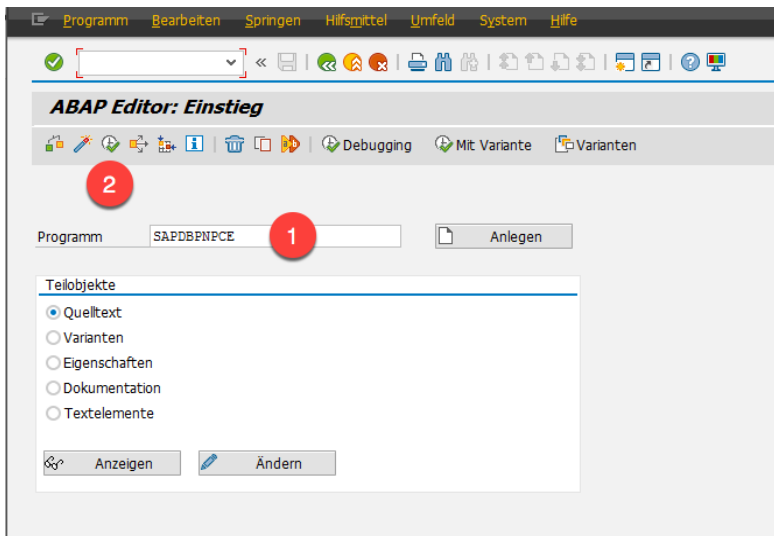 Programm Bearbeiten Springen Hilfsmittel Umfeld System Hilfe
ABAP Editor: Einstieg
Debugging Mit Variante Varianten
2
Programm SAPDBPNPCE 1 Anlegen
Teilobjekte
Quelltext
Varianten
Eigenschaften
Dokumentation
Textelemente
Anzeigen Ändern